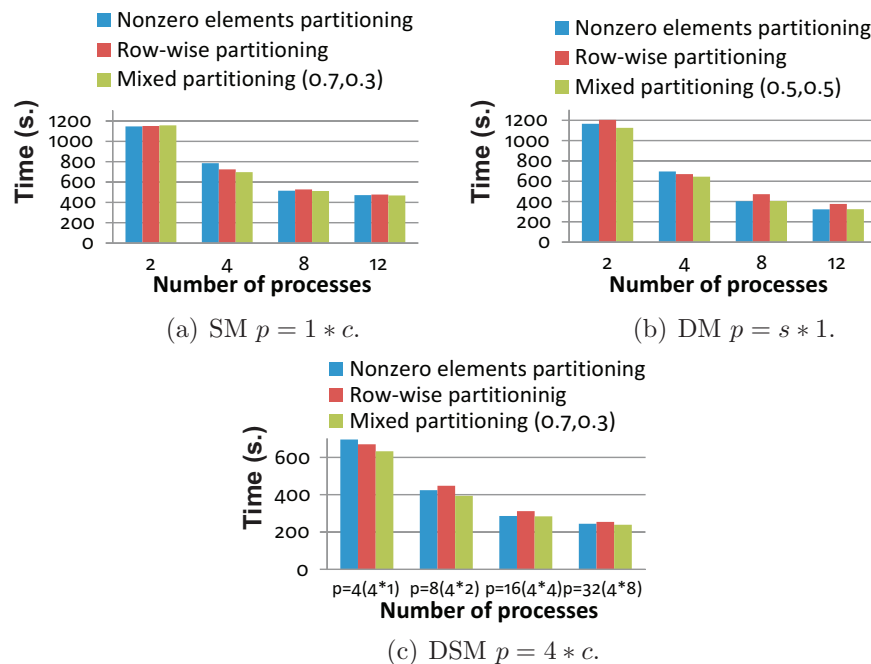 Nonzero elements partitioning
Row-wise partitioning
Mixed partitioning (0.7,0.3)
Time (s.)
1200
1000
800
600
400
200
0
2 4 8 12
Number of processes
(a) SM p = 1 * c.
Nonzero elements partitioning
Row-wise partitioning
Mixed partitioning (0.5,0.5)
Time (s.)
1200
1000
800
600
400
200
0
2 4 8 12
Number of processes
(b) DM p = s * 1.
Nonzero elements partitioning
Row-wise partitioninig
Mixed partitioning (0.7,0.3)
Time (s.)
600
400
200
0
p=4(4*1) p=8(4*2) p=16(4*4) p=32(4*8)
Number of processes
(c) DSM p = 4 * c.